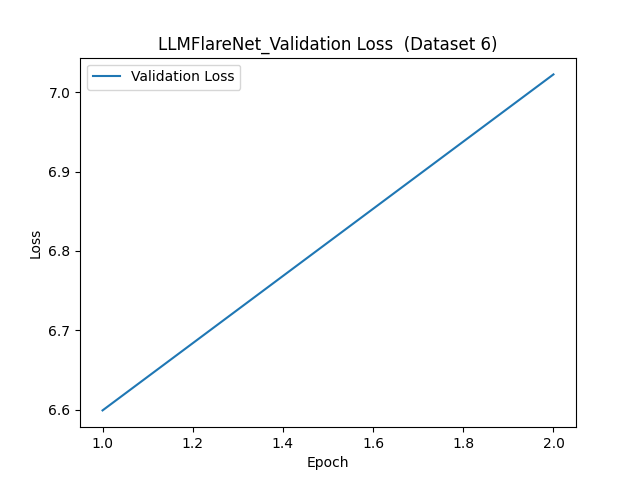 LLMFlareNet_Validation Loss  (Dataset 6)
Validation Loss
Loss
7.0
6.9
6.8
6.7
6.6
1.0 1.2 1.4 1.6 1.8 2.0
Epoch